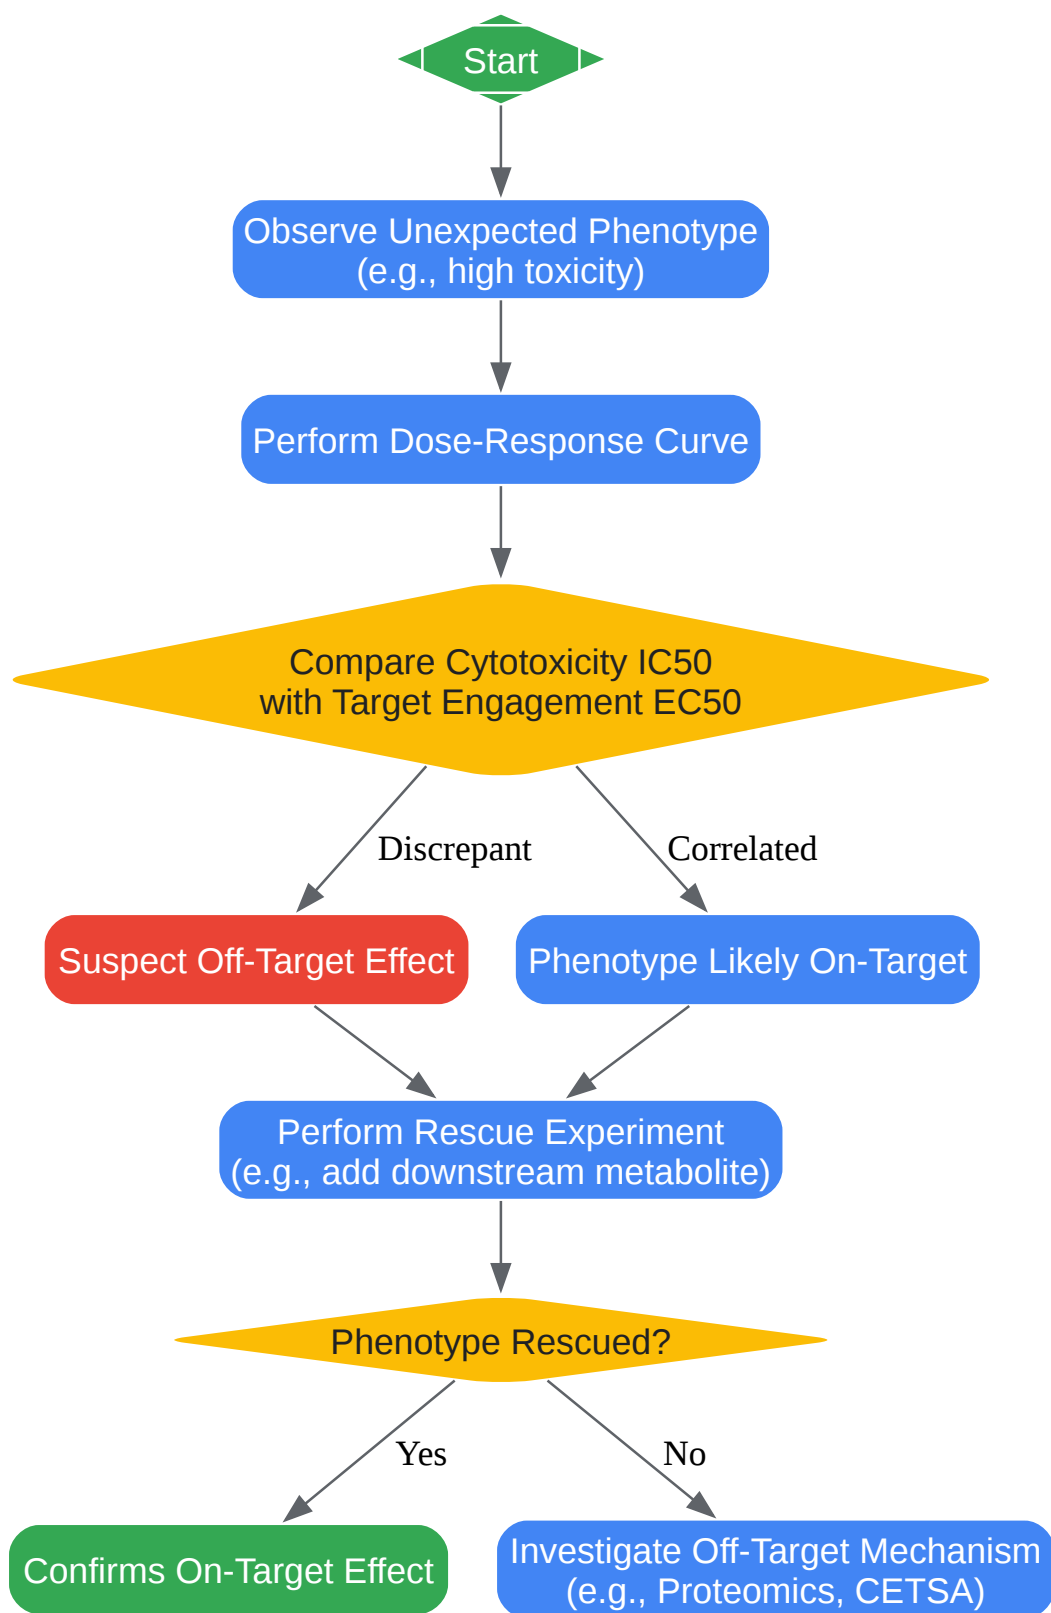 Start
Observe Unexpected Phenotype
(e.g., high toxicity)
Perform Dose-Response Curve
Compare Cytotoxicity IC50
with Target Engagement EC50
Discrepant
Correlated
Suspect Off-Target Effect
Phenotype Likely On-Target
Perform Rescue Experiment
(e.g., add downstream metabolite)
Phenotype Rescued?
Yes
No
Confirms On-Target Effect
Investigate Off-Target Mechanism
(e.g., Proteomics, CETSA)